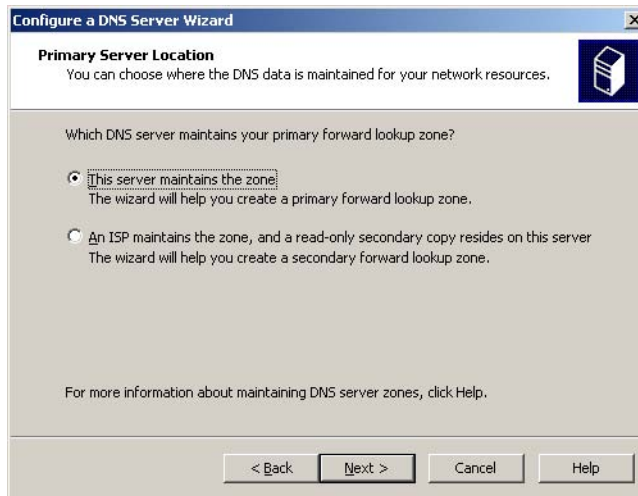 Configure a DNS Server Wizard
Primary Server Location
You can choose where the DNS data is maintained for your network resources.
Which DNS server maintains your primary forward lookup zone?
This server maintains the zone
The wizard will help you create a primary forward lookup zone.
An ISP maintains the zone, and a read-only secondary copy resides on this server
The wizard will help you create a secondary forward lookup zone.
For more information about maintaining DNS server zones, click Help.
< Back Next > Cancel Help